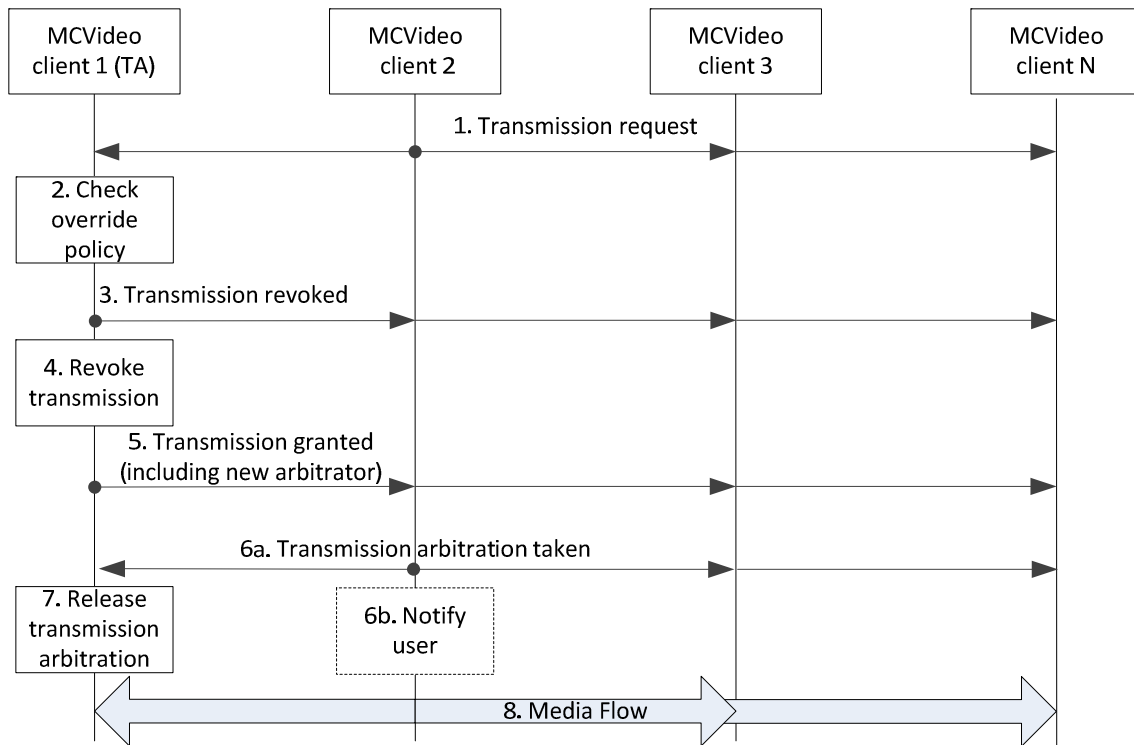 MCVideo
client 1 (TA)
MCVideo
client 2
MCVideo
client 3
MCVideo
client N
1. Transmission request
2. Check
override
policy
3. Transmission revoked
4. Revoke
transmission
5. Transmission granted
(including new arbitrator)
6a. Transmission arbitration taken
7. Release
transmission
arbitration
6b. Notify
user
8. Media Flow